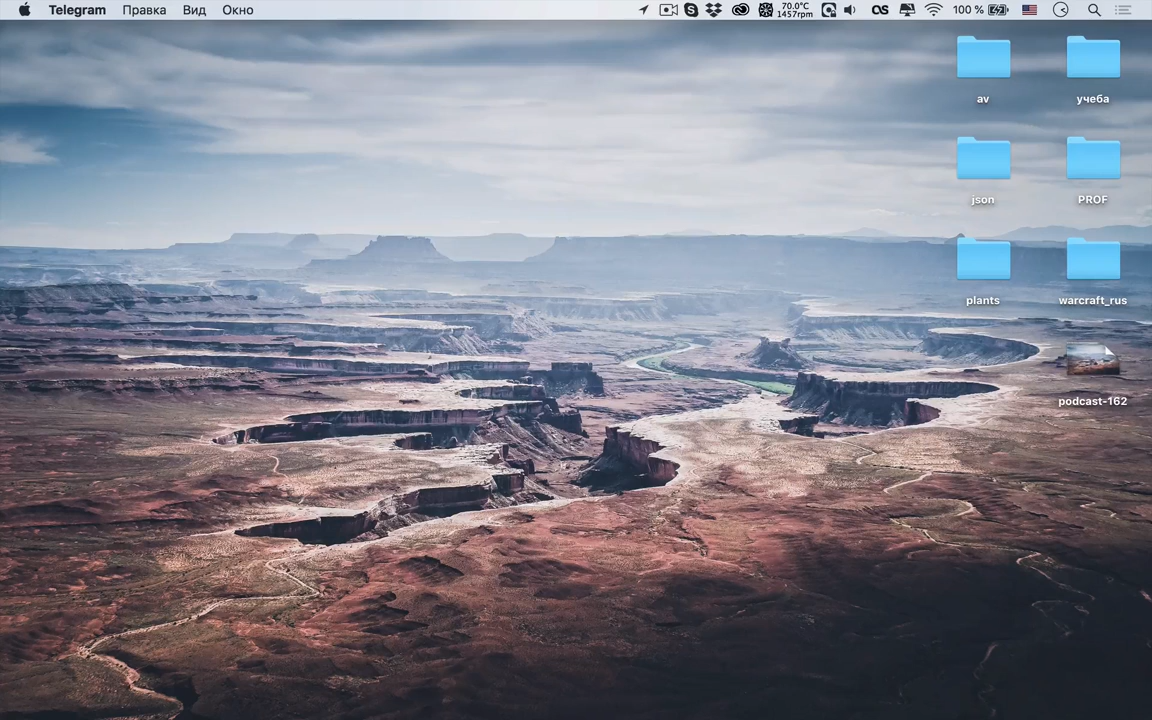 Telegram Правка Вид Окно 70.0°C 1457rpm 100 %
av учеба
json PROF
plants warcraft_rus
podcast-162